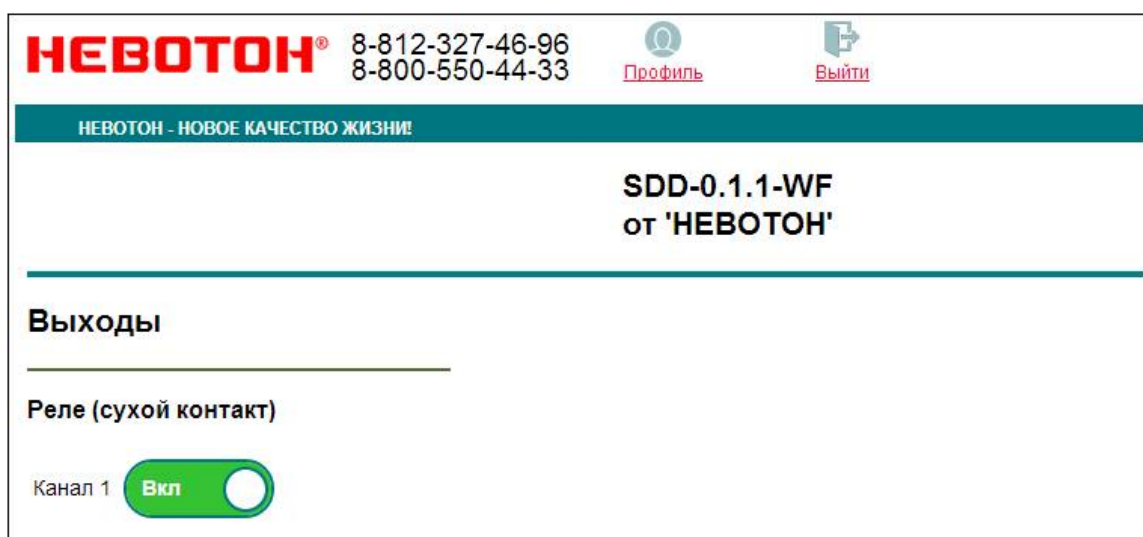 НЕВОТОН®
8-812-327-46-96
8-800-550-44-33
Профиль
Выйти
НЕВОТОН - НОВОЕ КАЧЕСТВО ЖИЗНИ!
SDD-0.1.1-WF
от 'НЕВОТОН'
Выходы
Реле (сухой контакт)
Канал 1 Вкл